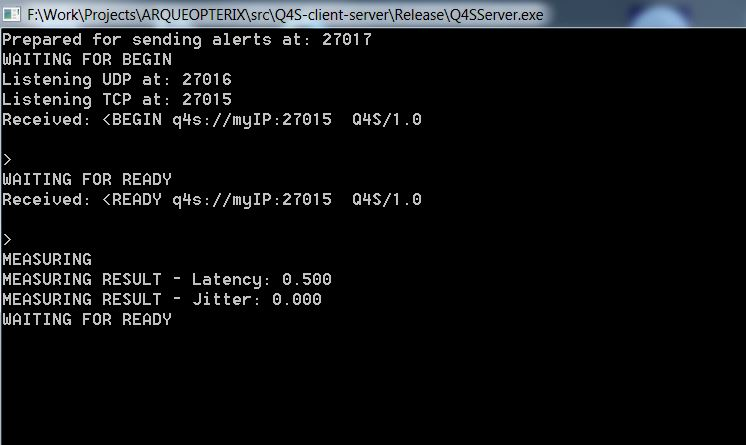 F:\Work\Projects\ARQUEOPTERIX\src\Q4S-client-server\Release\Q4SServer.exe
Prepared for sending alerts at: 27017
WAITING FOR BEGIN
Listening UDP at: 27016
Listening TCP at: 27015
Received: <BEGIN q4s://myIP:27015  Q4S/1.0
>
WAITING FOR READY
Received: <READY q4s://myIP:27015  Q4S/1.0
>
MEASURING
MEASURING RESULT - Latency: 0.500
MEASURING RESULT - Jitter: 0.000
WAITING FOR READY